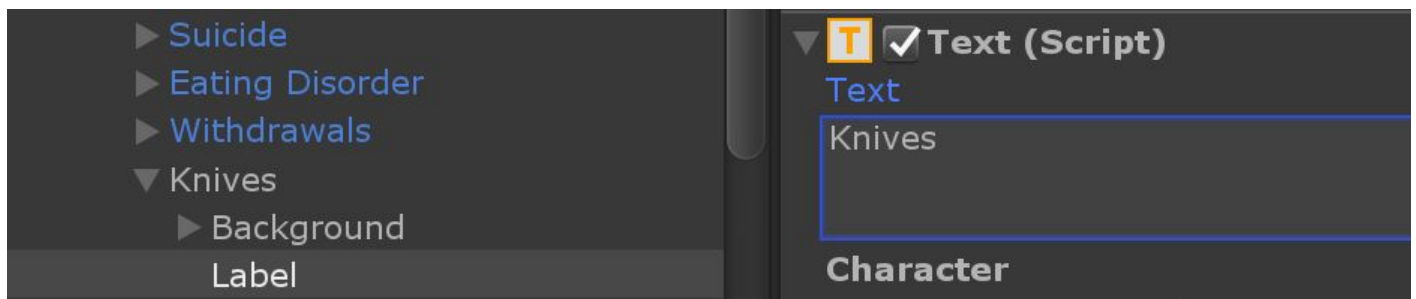 Suicide
Eating Disorder
Withdrawals
Knives
Background
Label
T Text (Script)
Text
Knives
Character